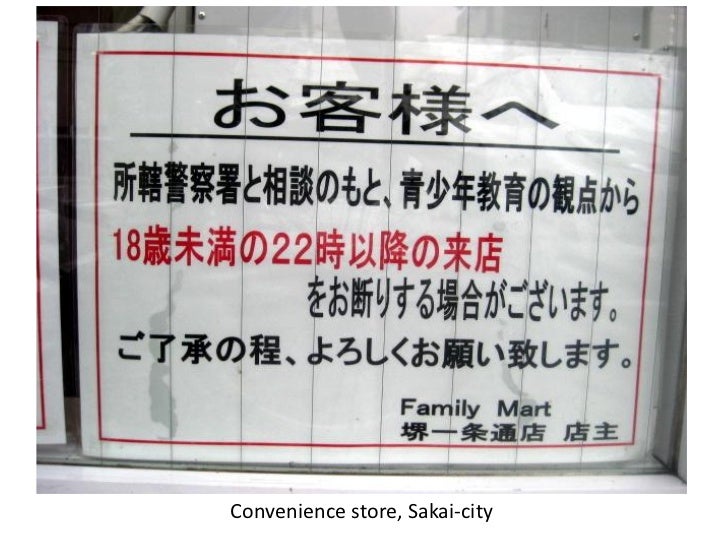 お客様へ
所轄警察署と相談のもと、青少年教育の観点から
18歳未満の22時以降の来店
をお断りする場合がございます。
ご了承の程、よろしくお願い致します。
Family Mart
堺一条通店 店主
Convenience store, Sakai-city